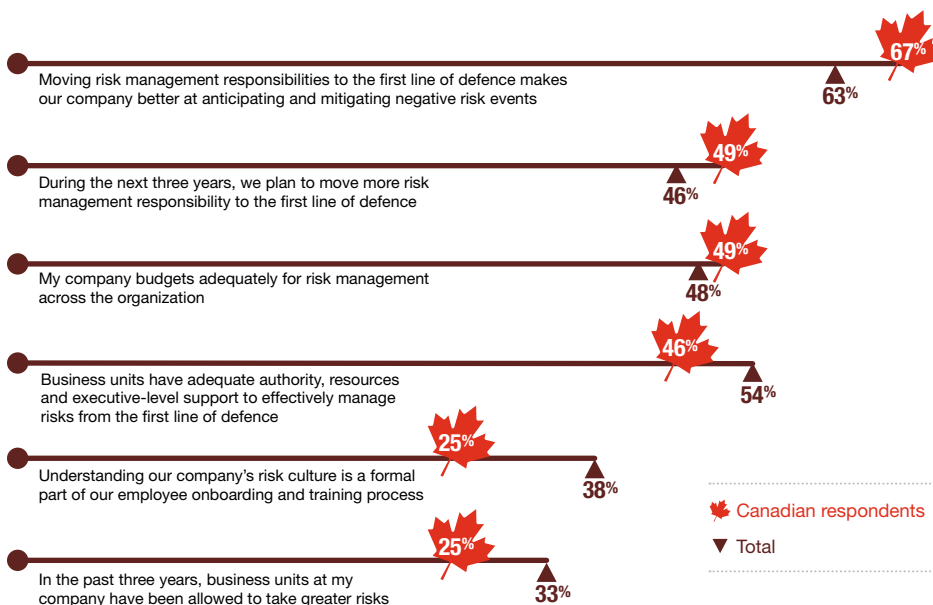 67%
Moving risk management responsibilities to the first line of defence makes
our company better at anticipating and mitigating negative risk events
63%
49%
During the next three years, we plan to move more risk
management responsibility to the first line of defence
46%
49%
My company budgets adequately for risk management
across the organization
48%
46%
Business units have adequate authority, resources
and executive-level support to effectively manage
risks from the first line of defence
54%
25%
Understanding our company’s risk culture is a formal
part of our employee onboarding and training process
38%
25%
In the past three years, business units at my
company have been allowed to take greater risks
33%
Canadian respondents
Total